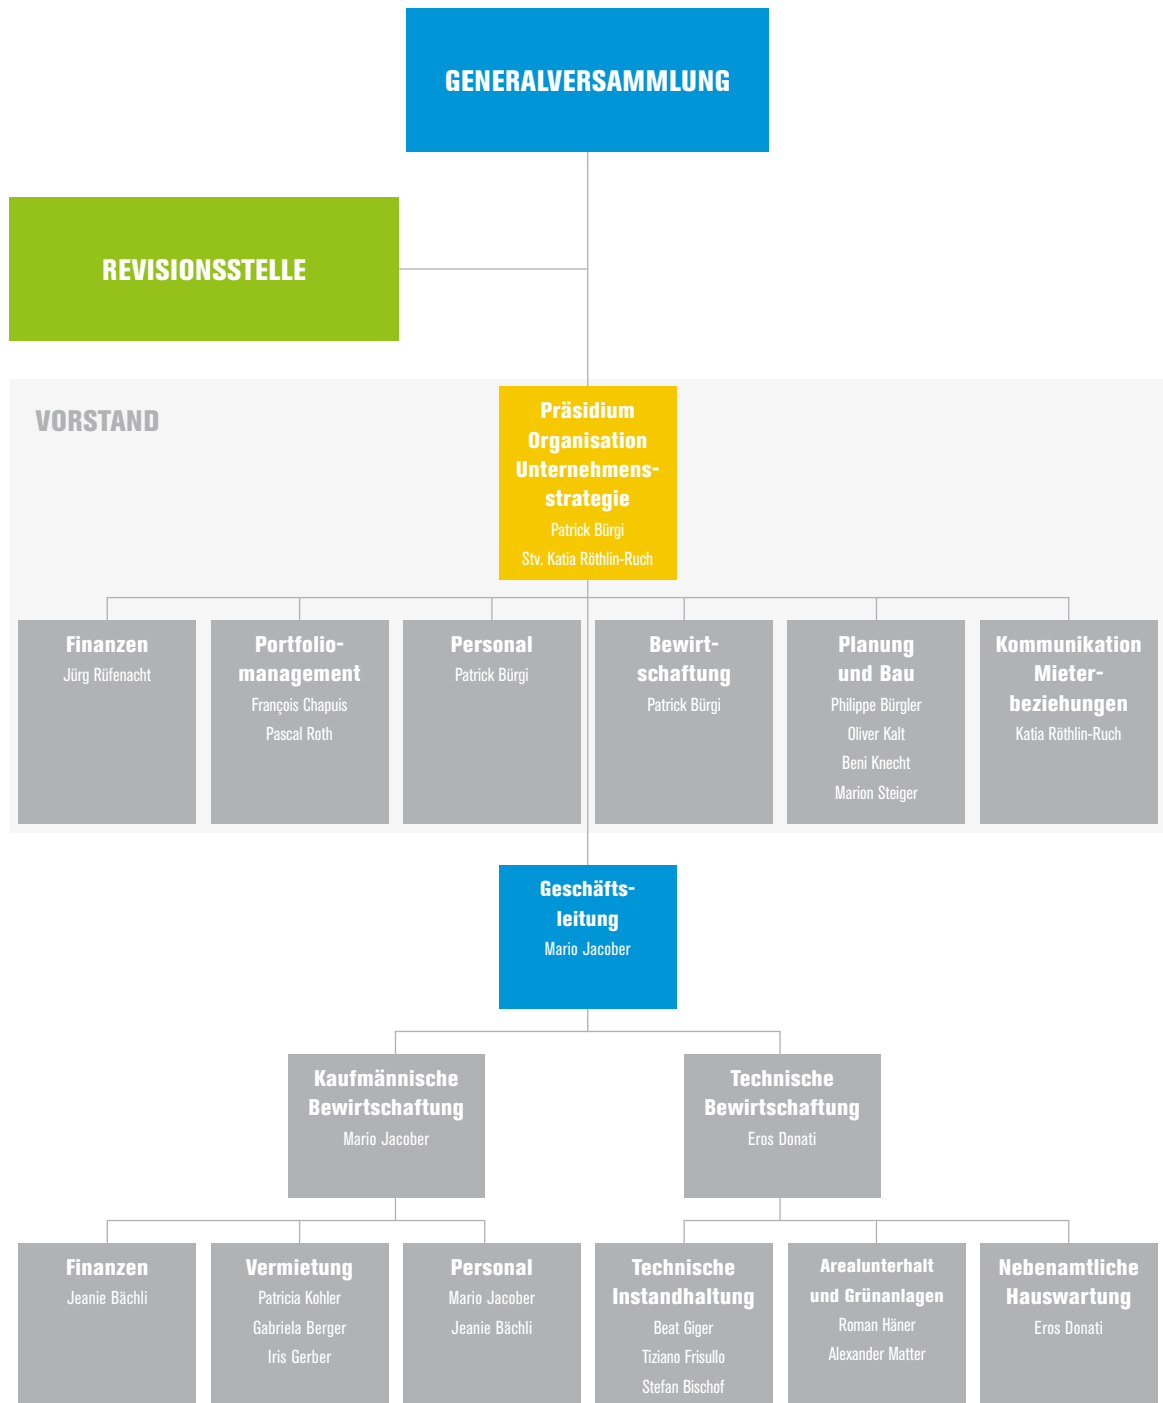 GENERALVERSAMMLUNG
REVISIONSSTELLE
VORSTAND
Präsidium
Organisation
Unternehmens-
strategie
Patrick Bürgi
Stv. Katia Röthlin-Ruch
Finanzen
Jürg Rüfenacht
Portfolio-
management
François Chapuis
Pascal Roth
Personal
Patrick Bürgi
Bewirt-
schaftung
Patrick Bürgi
Planung
und Bau
Philippe Bürgler
Oliver Kalt
Beni Knecht
Marion Steiger
Kommunikation
Mieter-
beziehungen
Katia Röthlin-Ruch
Geschäfts-
leitung
Mario Jacober
Kaufmännische
Bewirtschaftung
Mario Jacober
Technische
Bewirtschaftung
Eros Donati
Finanzen
Jeanie Bächli
Vermietung
Patricia Kohler
Gabriela Berger
Iris Gerber
Personal
Mario Jacober
Jeanie Bächli
Technische
Instandhaltung
Beat Giger
Tiziano Frisullo
Stefan Bischof
Arealunterhalt
und Grünanlagen
Roman Häner
Alexander Matter
Nebenamtliche
Hauswartung
Eros Donati